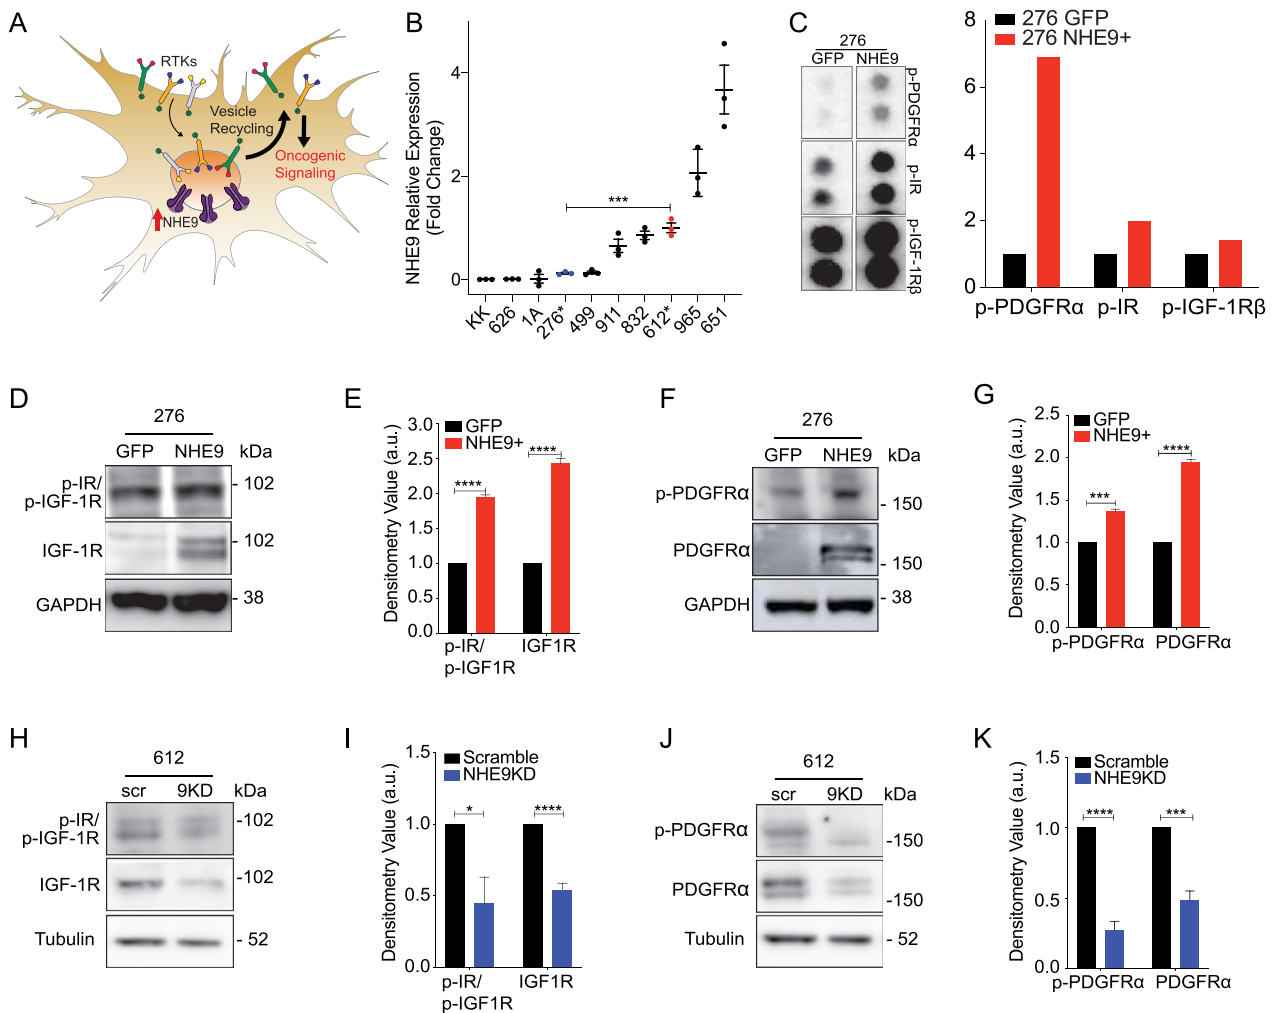 A
RTKs
Vesicle
Recycling
Oncogenic
Signaling
NHE9
B
NHE9 Relative Expression
(Fold Change)
4
2
0
***
KK
626
1A
276*
499
911
832
612*
965
651
C
276
GFP
NHE9
p-PDGFRα
p-IR
p-IGF-1Rβ
276 GFP
276 NHE9+
8
6
4
2
0
p-PDGFRα
p-IR
p-IGF-1Rβ
D
276
GFP
NHE9
kDa
p-IR/
p-IGF-1R
- 102
IGF-1R
- 102
GAPDH
- 38
E
Densitometry Value (a.u.)
3.0
2.5
2.0
1.5
1.0
0.5
0.0
GFP
NHE9+
****
****
p-IR/
p-IGF1R
IGF1R
F
276
GFP
NHE9
kDa
p-PDGFRα
- 150
PDGFRα
- 150
GAPDH
- 38
G
Densitometry Value (a.u.)
2.5
2.0
1.5
1.0
0.5
0.0
GFP
NHE9+
***
****
p-PDGFRα
PDGFRα
H
612
scr
9KD
kDa
p-IR/
p-IGF-1R
-102
IGF-1R
-102
Tubulin
- 52
I
Densitometry Value (a.u.)
1.5
1.0
0.5
0.0
Scramble
NHE9KD
*
****
p-IR/
p-IGF1R
IGF1R
J
612
scr
9KD
kDa
p-PDGFRα
-150
PDGFRα
-150
Tubulin
- 52
K
Densitometry Value (a.u.)
1.5
1.0
0.5
0.0
Scramble
NHE9KD
****
***
p-PDGFRα
PDGFRα